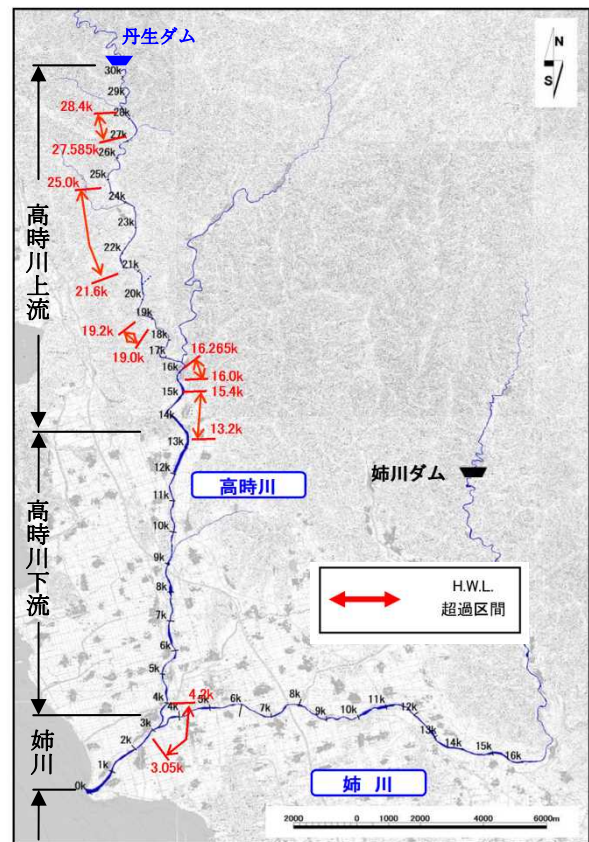 丹生ダム
N
S
30k
29k
28.4k
28k
27k
27.585k
26k
25k
25.0k
24k
23k
22k
21k
21.6k
20k
19k
19.2k
18k
19.0k
17k
16.265k
16k
16.0k
15k
15.4k
14k
13.2k
13k
12k
11k
10k
9k
8k
7k
6k
5k
4k
高時川上流
高時川下流
姉川
高時川
姉川ダム
H.W.L.
超過区間
4.2k
4k
5k
6k
7k
8k
9k
10k
11k
12k
13k
14k
15k
16k
3k
3.05k
2k
1k
0k
姉 川
2000 0 2000 4000 6000m